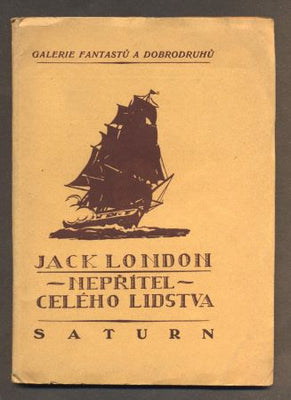 GALERIE FANTASTŮ A DOBRODRUHŮ
JACK LONDON
~NEPŘÍTEL~
CELÉHO LIDSTVA
SATURN